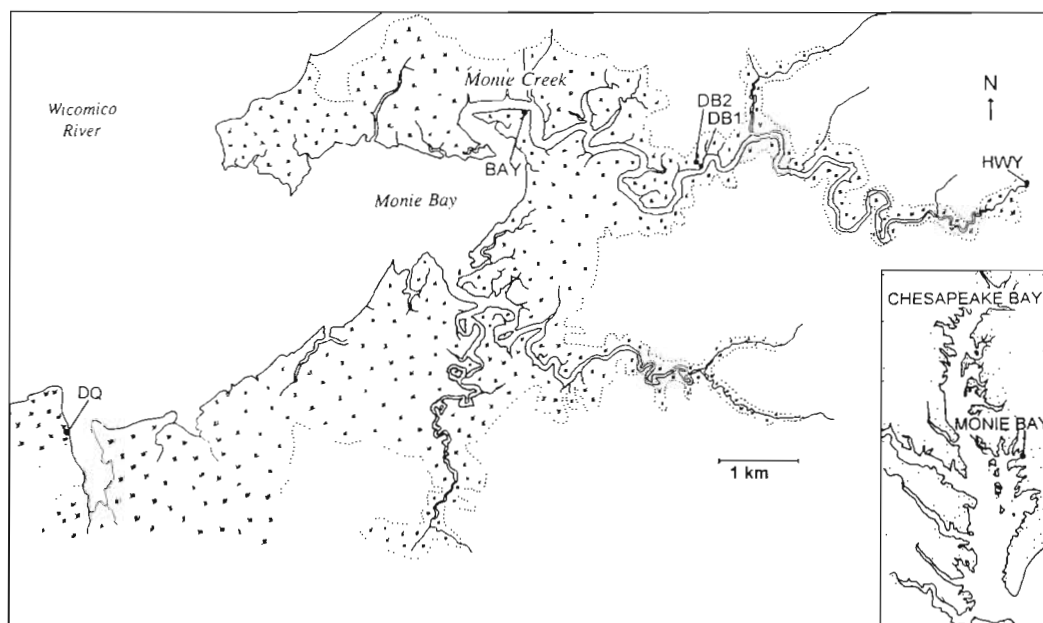 Wicomico
River
Monie Creek
DB2
DB1
N
BAY
HWY
Monie Bay
CHESAPEAKE BAY
DQ
MONIE BAY
1 km